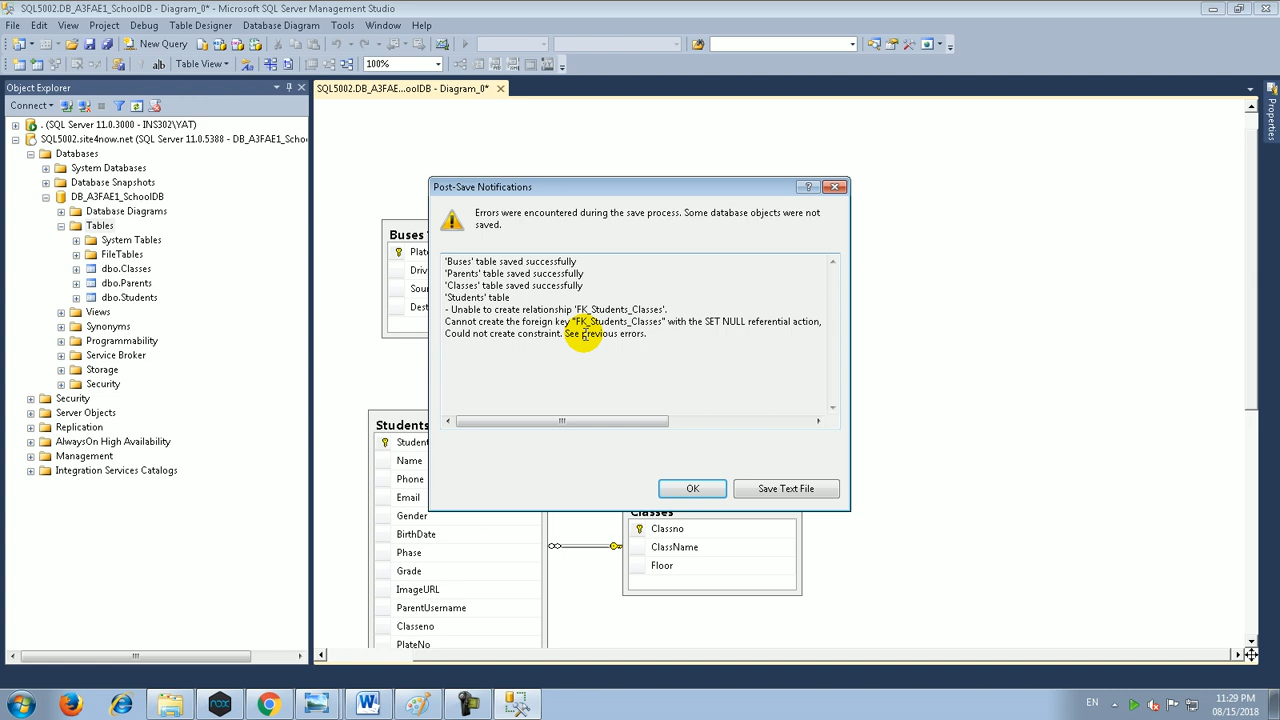 SQL5002.DB_A3FAE1_SchoolDB - Diagram_0* - Microsoft SQL Server Management Studio
File Edit View Project Debug Table Designer Database Diagram Tools Window Help
New Query
Table View
100%
Object Explorer
Connect
. (SQL Server 11.0.3000 - INS302\YAT)
SQL5002.site4now.net (SQL Server 11.0.5388 - DB_A3FAE1_Schoo
Databases
System Databases
Database Snapshots
DB_A3FAE1_SchoolDB
Database Diagrams
Tables
System Tables
FileTables
dbo.Classes
dbo.Parents
dbo.Students
Views
Synonyms
Programmability
Service Broker
Storage
Security
Security
Server Objects
Replication
AlwaysOn High Availability
Management
Integration Services Catalogs
SQL5002.DB_A3FAE...oolDB - Diagram_0*
Properties
Buses
Plate
Driv
Sour
Dest
Post-Save Notifications
Errors were encountered during the save process. Some database objects were not
saved.
'Buses' table saved successfully
'Parents' table saved successfully
'Classes' table saved successfully
'Students' table
- Unable to create relationship 'FK_Students_Classes'.
Cannot create the foreign key "FK_Students_Classes" with the SET NULL referential action,
Could not create constraint. See previous errors.
OK
Save Text File
Students
Student
Name
Phone
Email
Gender
BirthDate
Phase
Grade
ImageURL
ParentUsername
Classeno
PlateNo
Classes
Classno
ClassName
Floor
EN
11:29 PM
08/15/2018